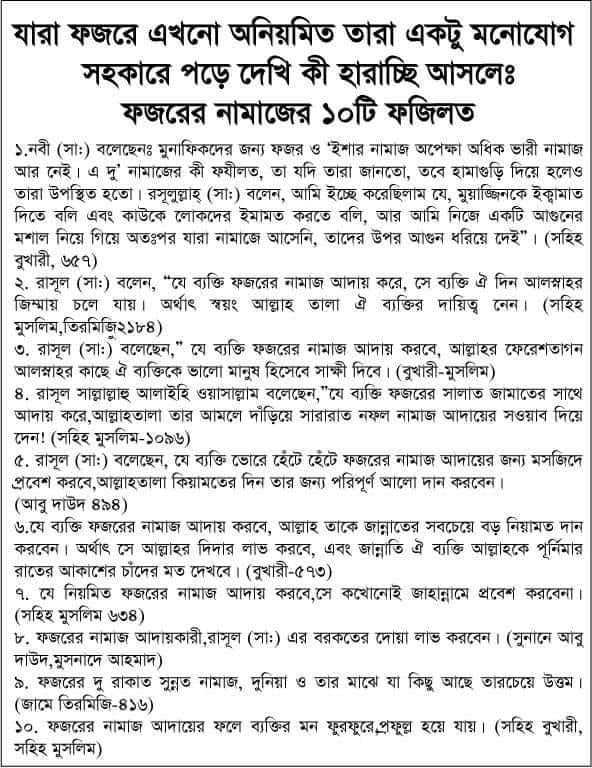 যারা ফজরে এখনো অনিয়মিত তারা একটু মনোযোগ
সহকারে পড়ে দেখি কী হারাচ্ছি আসলেঃ
ফজরের নামাজের ১০টি ফজিলত
১.নবী (সা:) বলেছেনঃ মুনাফিকদের জন্য ফজর ও ‘ইশার নামাজ অপেক্ষা অধিক ভারী নামাজ
আর নেই। এ দু’ নামাজের কী ফযীলত, তা যদি তারা জানতো, তবে হামাগুড়ি দিয়ে হলেও
তারা উপস্থিত হতো। রসূলুল্লাহ্ (সা:) বলেন, আমি ইচ্ছে করেছিলাম যে, মুয়াজ্জিনকে ইক্বামাত
দিতে বলি এবং কাউকে লোকদের ইমামত করতে বলি, আর আমি নিজে একটি আগুনের
মশাল নিয়ে গিয়ে অতঃপর যারা নামাজে আসেনি, তাদের উপর আগুন ধরিয়ে দেই”। (সহিহ
বুখারী, ৬৫৭)
২. রাসূল (সা:) বলেন, “যে ব্যক্তি ফজরের নামাজ আদায় করে, সে ব্যক্তি ঐ দিন আলস্নাহর
জিম্মায় চলে যায়। অর্থাৎ স্বয়ং আল্লাহ তালা ঐ ব্যক্তির দায়িত্ব নেন। (সহিহ
মুসলিম,তিরমিজি২১৮৪)
৩. রাসূল (সা:) বলেছেন,” যে ব্যক্তি ফজরের নামাজ আদায় করবে, আল্লাহর ফেরেশতাগন
আলস্নাহর কাছে ঐ ব্যক্তিকে ভালো মানুষ হিসেবে সাক্ষী দিবে। (বুখারী-মুসলিম)
৪. রাসুল সাল্লাল্লাহু আলাইহি ওয়াসাল্লাম বলেছেন,”যে ব্যক্তি ফজরের সালাত জামাতের সাথে
আদায় করে,আল্লাহতালা তার আমলে দাঁড়িয়ে সারারাত নফল নামাজ আদায়ের সওয়াব দিয়ে
দেন! (সহিহ মুসলিম-১০৯৬)
৫. রাসূল (সা:) বলেছেন, যে ব্যক্তি ভোরে হেঁটে হেঁটে ফজরের নামাজ আদায়ের জন্য মসজিদে
প্রবেশ করবে,আল্লাহতালা কিয়ামতের দিন তার জন্য পরিপূর্ণ আলো দান করবেন।
(আবু দাউদ ৪৯৪)
৬.যে ব্যক্তি ফজরের নামাজ আদায় করবে, আল্লাহ তাকে জান্নাতের সবচেয়ে বড় নিয়ামত দান
করবেন। অর্থাৎ সে আল্লাহর দিদার লাভ করবে, এবং জান্নাতি ঐ ব্যক্তি আল্লাহকে পূর্নিমার
রাতের আকাশের চাঁদের মত দেখবে। (বুখারী-৫৭৩)
৭. যে নিয়মিত ফজরের নামাজ আদায় করবে,সে কখোনোই জাহান্নামে প্রবেশ করবেনা।
(সহিহ মুসলিম ৬৩৪)
৮. ফজরের নামাজ আদায়কারী,রাসূল (সা:) এর বরকতের দোয়া লাভ করবেন। (সুনানে আবু
দাউদ,মুসনাদে আহমাদ)
৯. ফজরের দু রাকাত সুন্নত নামাজ, দুনিয়া ও তার মাঝে যা কিছু আছে তারচেয়ে উত্তম।
(জামে তিরমিজি-৪১৬)
১০. ফজরের নামাজ আদায়ের ফলে ব্যক্তির মন ফুরফুরে,প্রফুল্ল হয়ে যায়। (সহিহ বুখারী,
সহিহ মুসলিম)